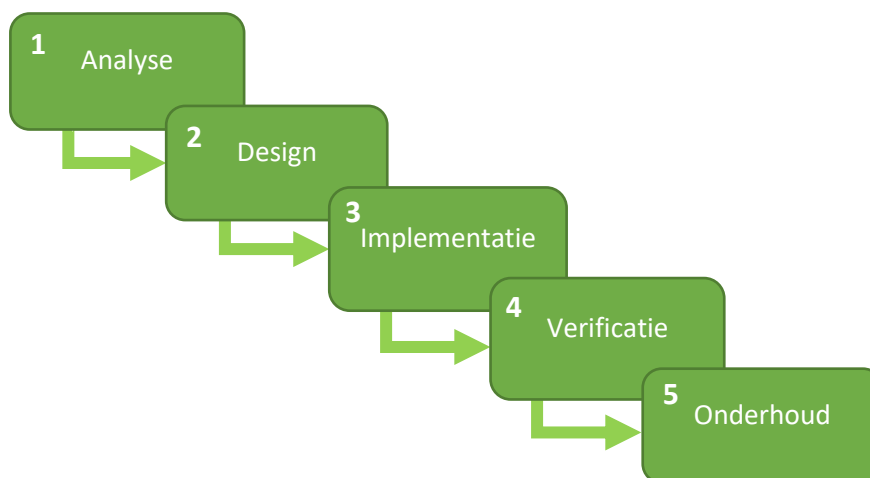 1
Analyse
2
Design
3
Implementatie
4
Verificatie
5
Onderhoud